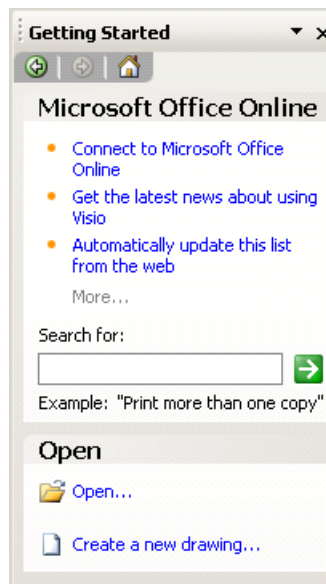 Getting Started
Microsoft Office Online
Connect to Microsoft Office
Online
Get the latest news about using
Visio
Automatically update this list
from the web
More...
Search for:
Example: "Print more than one copy"
Open
Open...
Create a new drawing...